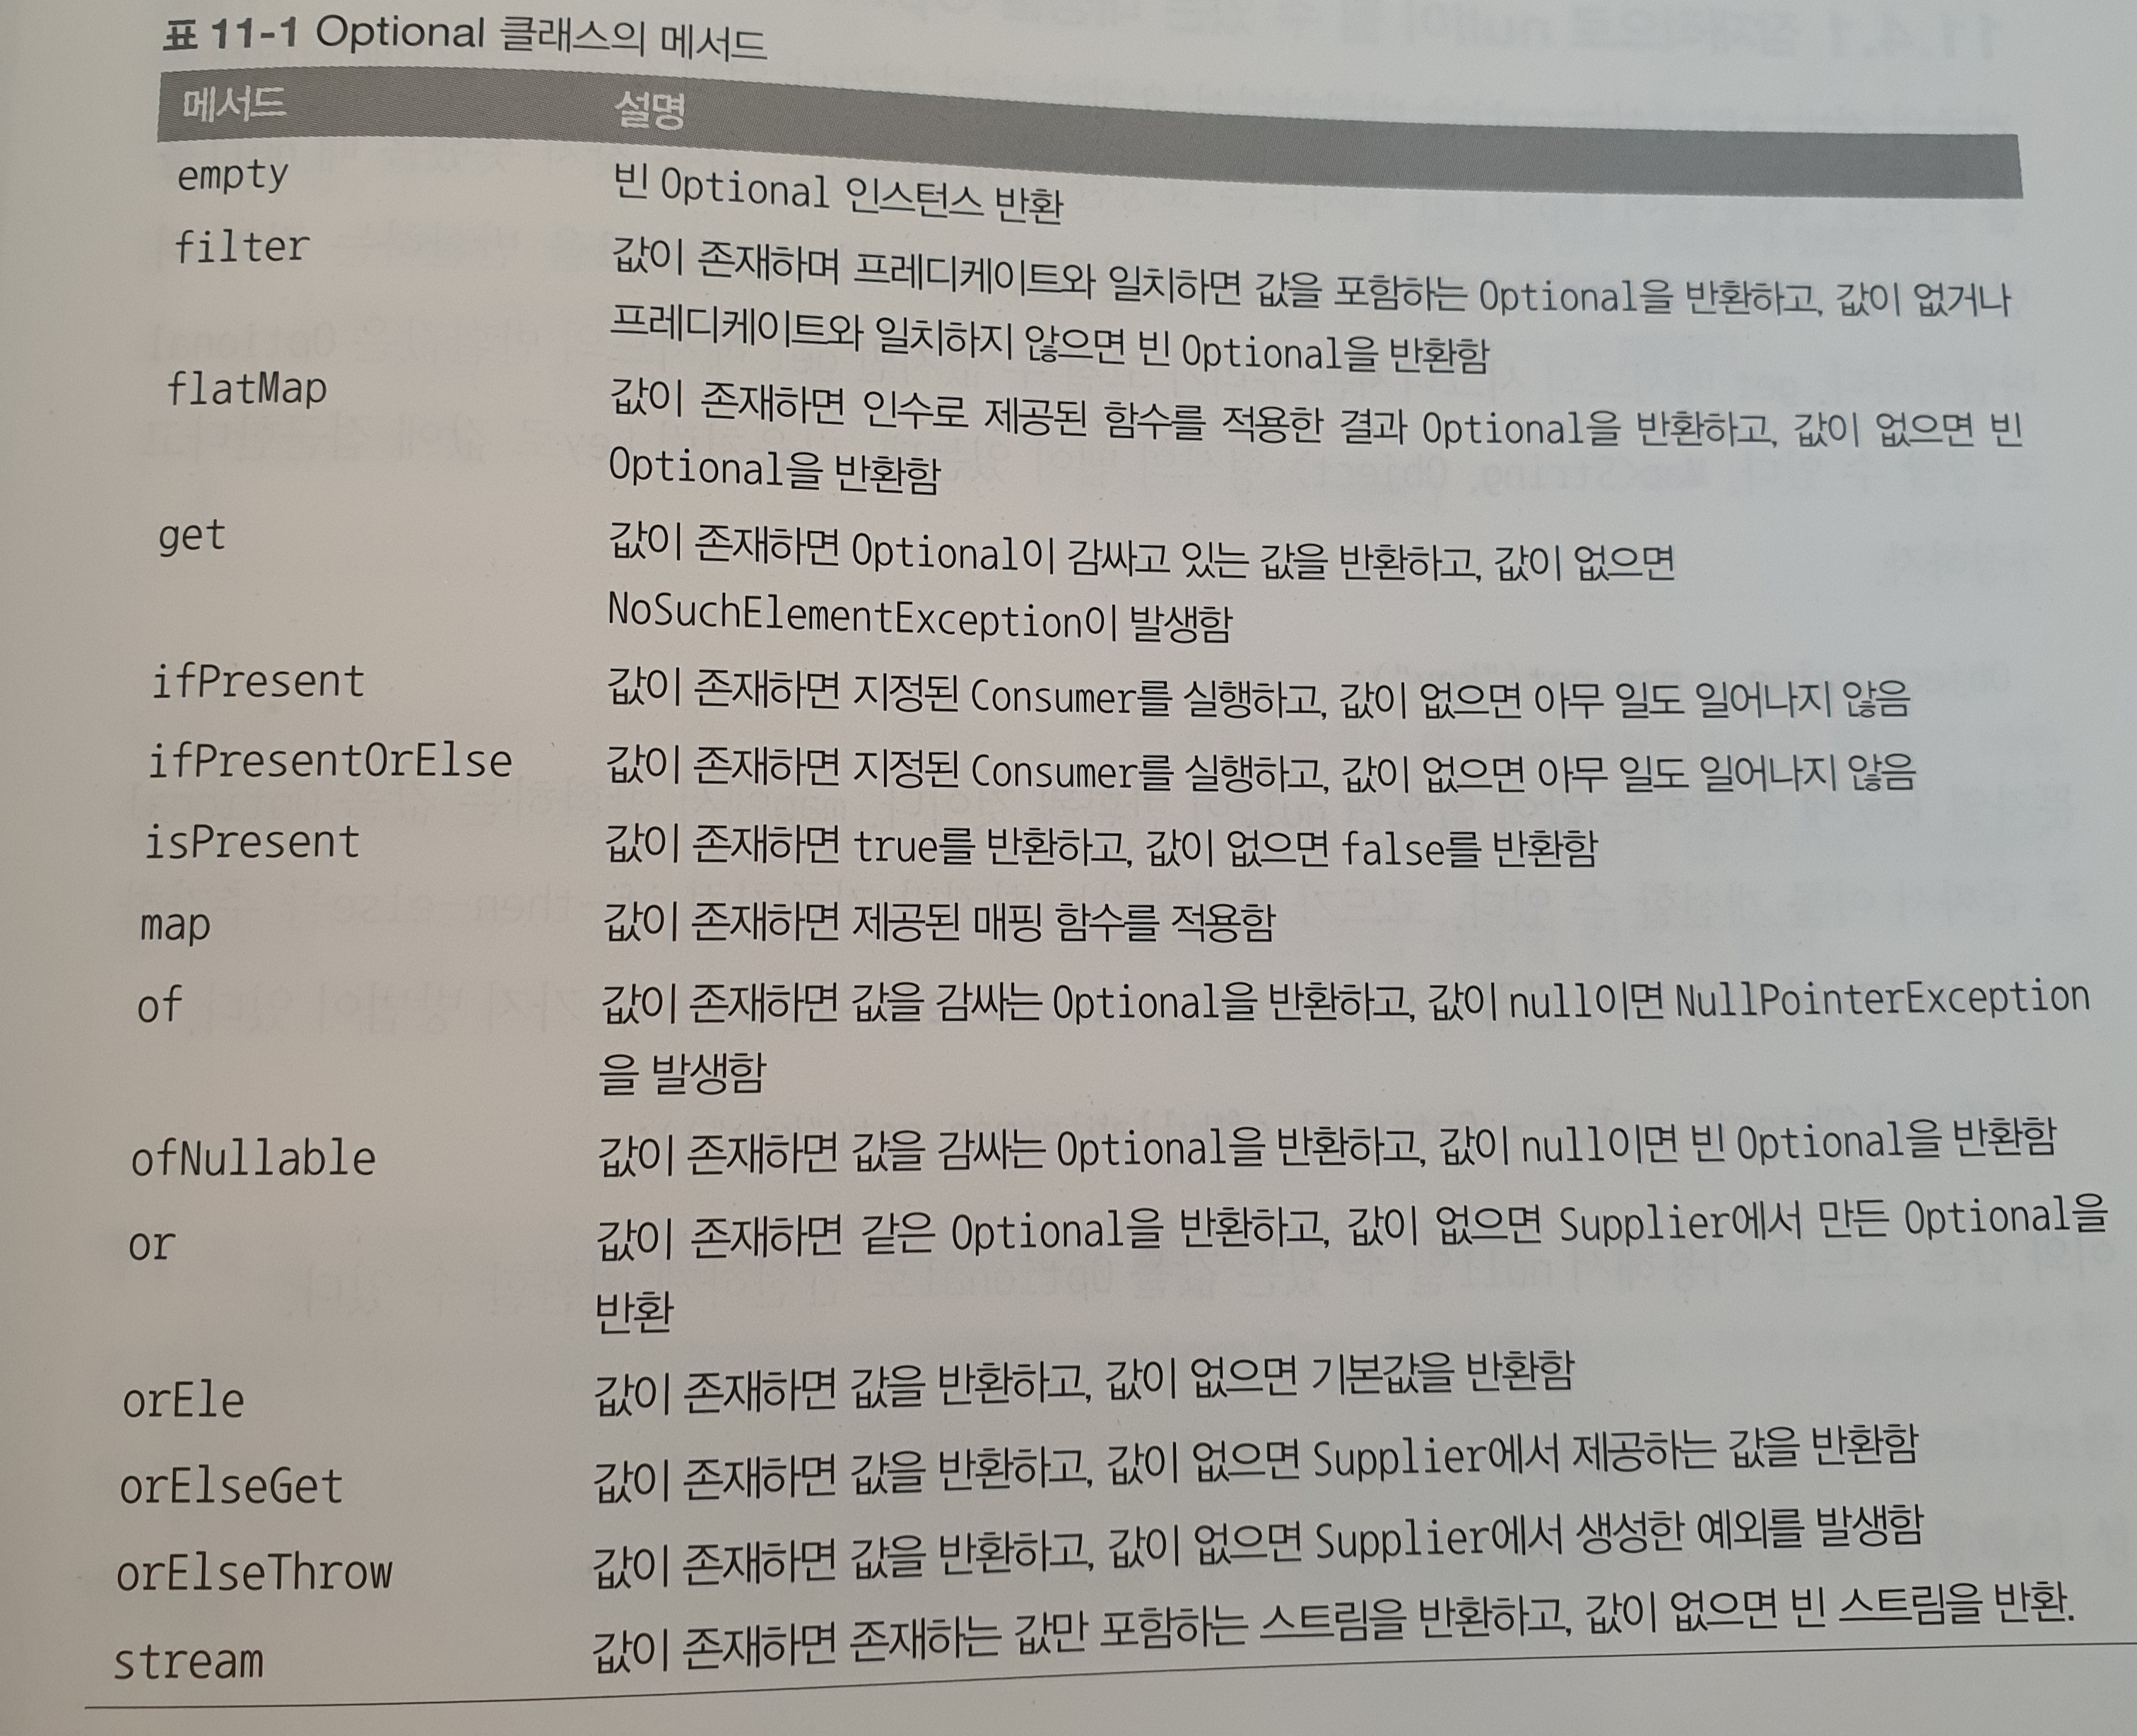 표 11-1 Optional 클래스의 메서드
메서드 설명
empty 빈 Optional 인스턴스 반환
filter 값이 존재하며 프레디케이트와 일치하면 값을 포함하는 Optional을 반환하고, 값이 없거나
프레디케이트와 일치하지 않으면 빈 Optional을 반환함
flatMap 값이 존재하면 인수로 제공된 함수를 적용한 결과 Optional을 반환하고, 값이 없으면 빈
Optional을 반환함
get 값이 존재하면 Optional이 감싸고 있는 값을 반환하고, 값이 없으면
NoSuchElementException이 발생함
ifPresent 값이 존재하면 지정된 Consumer를 실행하고, 값이 없으면 아무 일도 일어나지 않음
ifPresentOrElse 값이 존재하면 지정된 Consumer를 실행하고, 값이 없으면 아무 일도 일어나지 않음
isPresent 값이 존재하면 true를 반환하고, 값이 없으면 false를 반환함
map 값이 존재하면 제공된 매핑 함수를 적용함
of 값이 존재하면 값을 감싸는 Optional을 반환하고, 값이 null이면 NullPointerException
을 발생함
ofNullable 값이 존재하면 값을 감싸는 Optional을 반환하고, 값이 null이면 빈 Optional을 반환함
or 값이 존재하면 같은 Optional을 반환하고, 값이 없으면 Supplier에서 만든 Optional을
반환
orEle 값이 존재하면 값을 반환하고, 값이 없으면 기본값을 반환함
orElseGet 값이 존재하면 값을 반환하고, 값이 없으면 Supplier에서 제공하는 값을 반환함
orElseThrow 값이 존재하면 값을 반환하고, 값이 없으면 Supplier에서 생성한 예외를 발생함
stream 값이 존재하면 존재하는 값만 포함하는 스트림을 반환하고, 값이 없으면 빈 스트림을 반환.